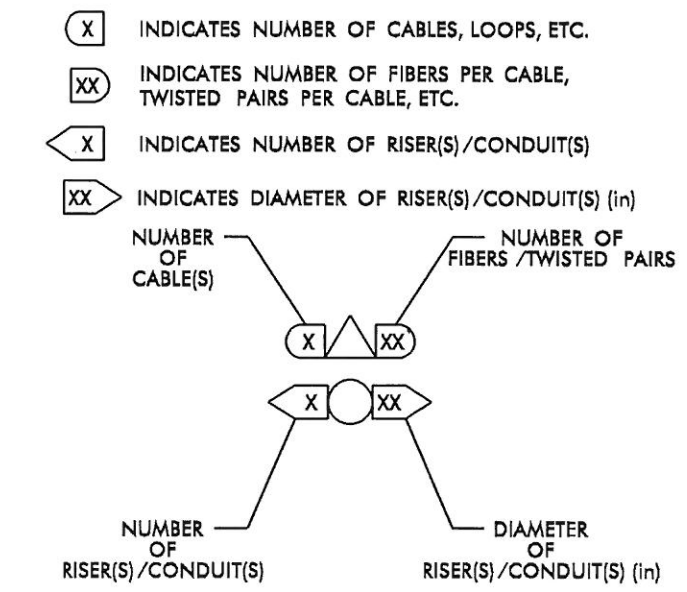 X INDICATES NUMBER OF CABLES, LOOPS, ETC.
XX INDICATES NUMBER OF FIBERS PER CABLE,
TWISTED PAIRS PER CABLE, ETC.
X INDICATES NUMBER OF RISER(S)/CONDUIT(S)
XX INDICATES DIAMETER OF RISER(S)/CONDUIT(S) (in)
NUMBER
OF
CABLE(S)
NUMBER OF
FIBERS /TWISTED PAIRS
X XX
X XX
NUMBER
OF
RISER(S)/CONDUIT(S)
DIAMETER
OF
RISER(S)/CONDUIT(S) (in)